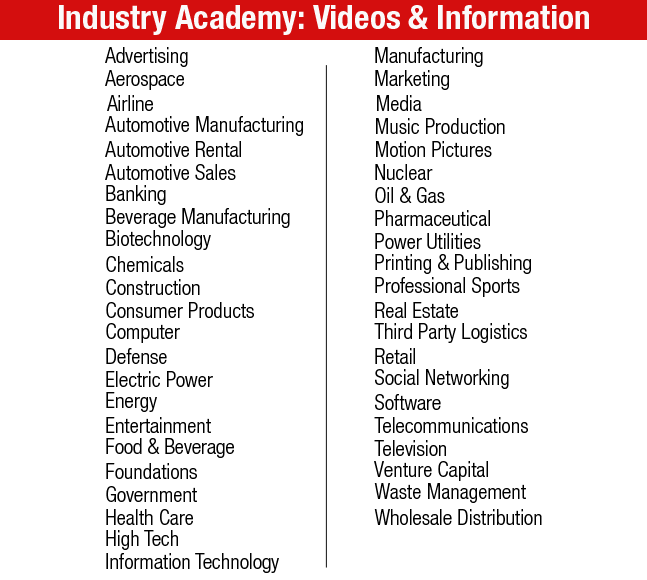 Industry Academy: Videos & Information
Advertising
Aerospace
Airline
Automotive Manufacturing
Automotive Rental
Automotive Sales
Banking
Beverage Manufacturing
Biotechnology
Chemicals
Construction
Consumer Products
Computer
Defense
Electric Power
Energy
Entertainment
Food & Beverage
Foundations
Government
Health Care
High Tech
Information Technology
Manufacturing
Marketing
Media
Music Production
Motion Pictures
Nuclear
Oil & Gas
Pharmaceutical
Power Utilities
Printing & Publishing
Professional Sports
Real Estate
Third Party Logistics
Retail
Social Networking
Software
Telecommunications
Television
Venture Capital
Waste Management
Wholesale Distribution